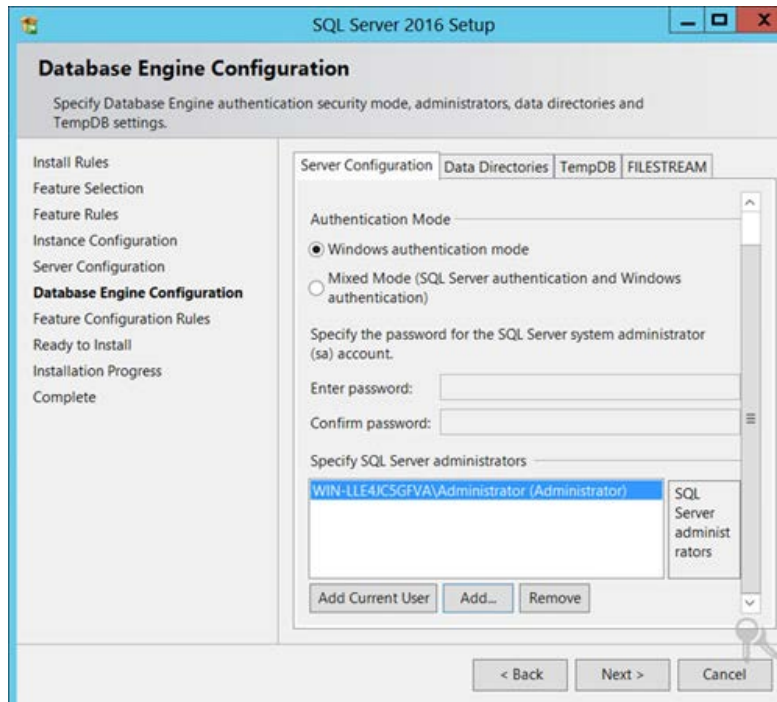 SQL Server 2016 Setup
Database Engine Configuration
Specify Database Engine authentication security mode, administrators, data directories and
TempDB settings.
Install Rules
Feature Selection
Feature Rules
Instance Configuration
Server Configuration
Database Engine Configuration
Feature Configuration Rules
Ready to Install
Installation Progress
Complete
Server Configuration
Data Directories
TempDB
FILESTREAM
Authentication Mode
Windows authentication mode
Mixed Mode (SQL Server authentication and Windows
authentication)
Specify the password for the SQL Server system administrator
(sa) account.
Enter password:
Confirm password:
Specify SQL Server administrators
WIN-LLE4JC5GFVA\Administrator (Administrator)
SQL
Server
administ
rators
Add Current User
Add...
Remove
< Back
Next >
Cancel